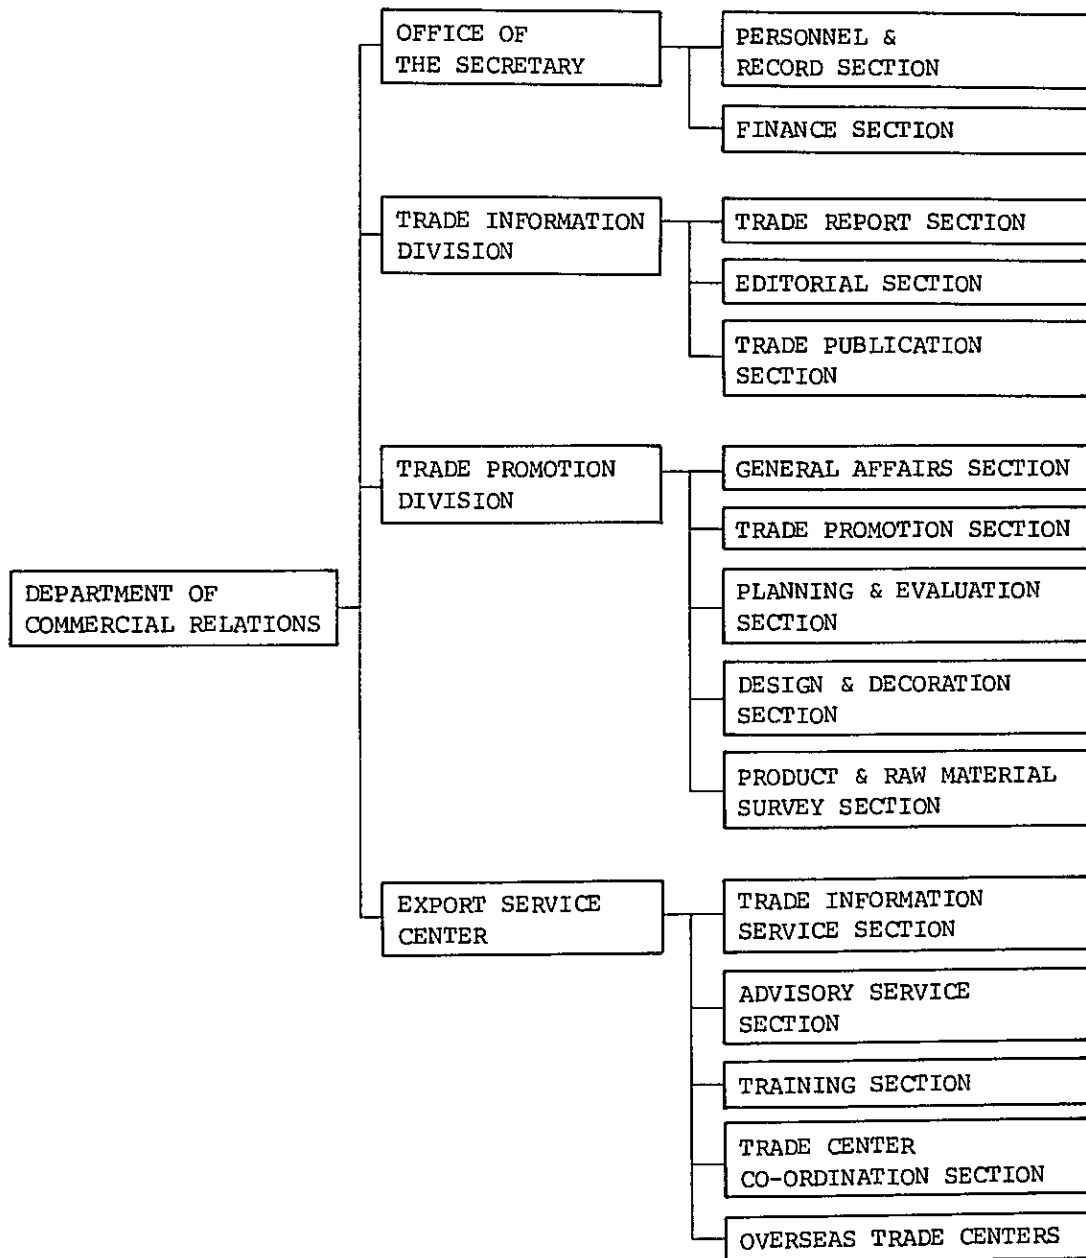 DEPARTMENT OF
COMMERCIAL RELATIONS
OFFICE OF
THE SECRETARY
PERSONNEL &
RECORD SECTION
FINANCE SECTION
TRADE INFORMATION
DIVISION
TRADE REPORT SECTION
EDITORIAL SECTION
TRADE PUBLICATION
SECTION
TRADE PROMOTION
DIVISION
GENERAL AFFAIRS SECTION
TRADE PROMOTION SECTION
PLANNING & EVALUATION
SECTION
DESIGN & DECORATION
SECTION
PRODUCT & RAW MATERIAL
SURVEY SECTION
EXPORT SERVICE
CENTER
TRADE INFORMATION
SERVICE SECTION
ADVISORY SERVICE
SECTION
TRAINING SECTION
TRADE CENTER
CO-ORDINATION SECTION
OVERSEAS TRADE CENTERS